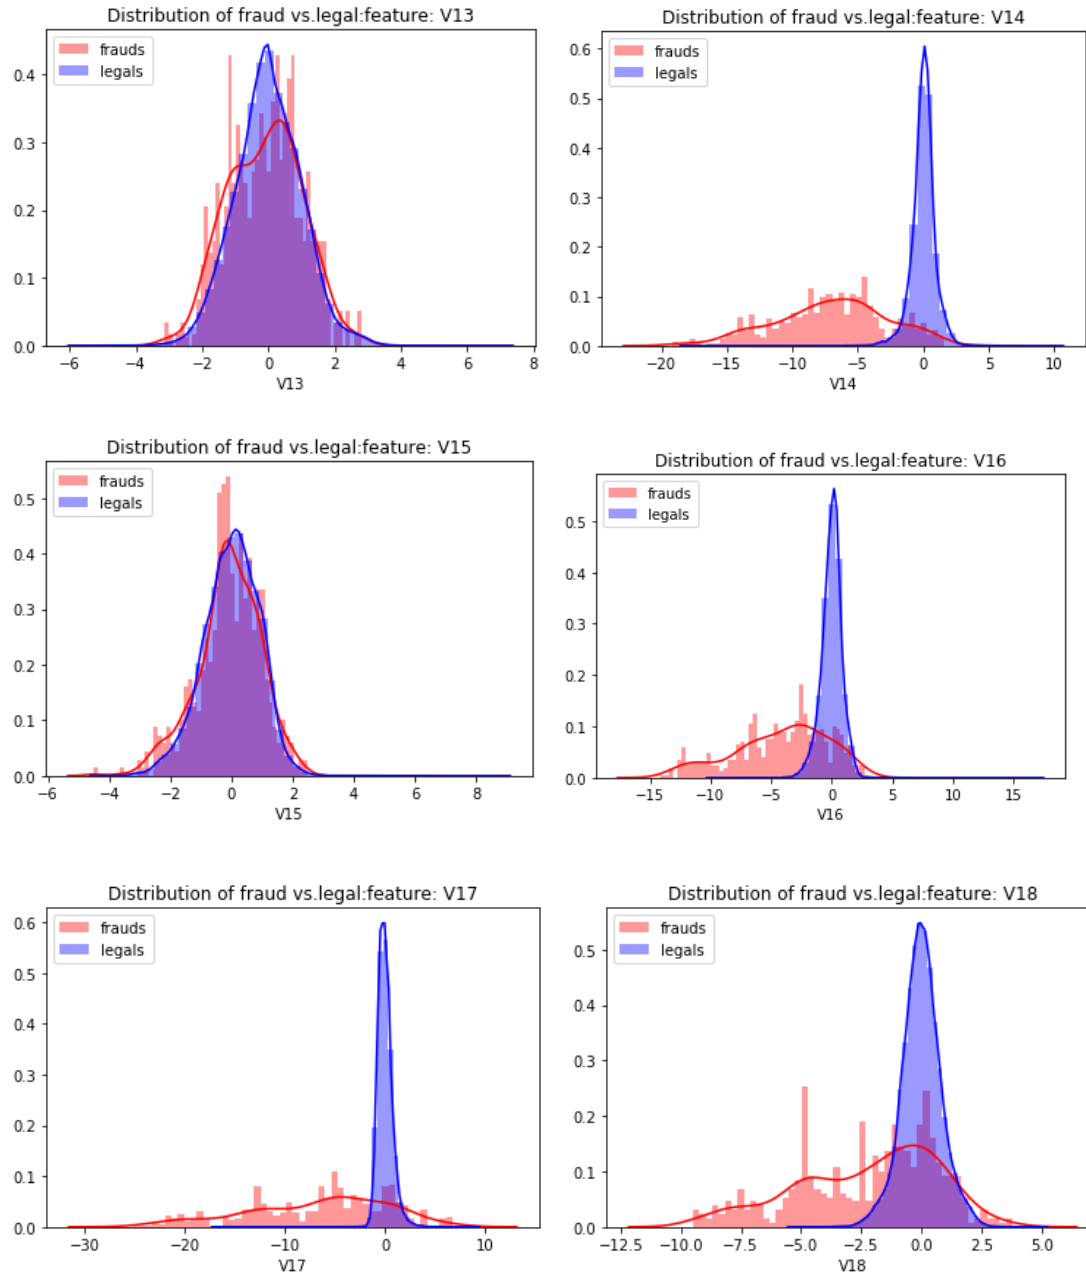 Distribution of fraud vs.legal:feature: V13
frauds
legals
0.4
0.3
0.2
0.1
0.0
−6 −4 −2 0 2 4 6 8
V13
Distribution of fraud vs.legal:feature: V14
frauds
legals
0.6
0.5
0.4
0.3
0.2
0.1
0.0
−20 −15 −10 −5 0 5 10
V14
Distribution of fraud vs.legal:feature: V15
frauds
legals
0.5
0.4
0.3
0.2
0.1
0.0
−6 −4 −2 0 2 4 6 8
V15
Distribution of fraud vs.legal:feature: V16
frauds
legals
0.5
0.4
0.3
0.2
0.1
0.0
−15 −10 −5 0 5 10 15
V16
Distribution of fraud vs.legal:feature: V17
frauds
legals
0.6
0.5
0.4
0.3
0.2
0.1
0.0
−30 −20 −10 0 10
V17
Distribution of fraud vs.legal:feature: V18
frauds
legals
0.5
0.4
0.3
0.2
0.1
0.0
−12.5 −10.0 −7.5 −5.0 −2.5 0.0 2.5 5.0
V18